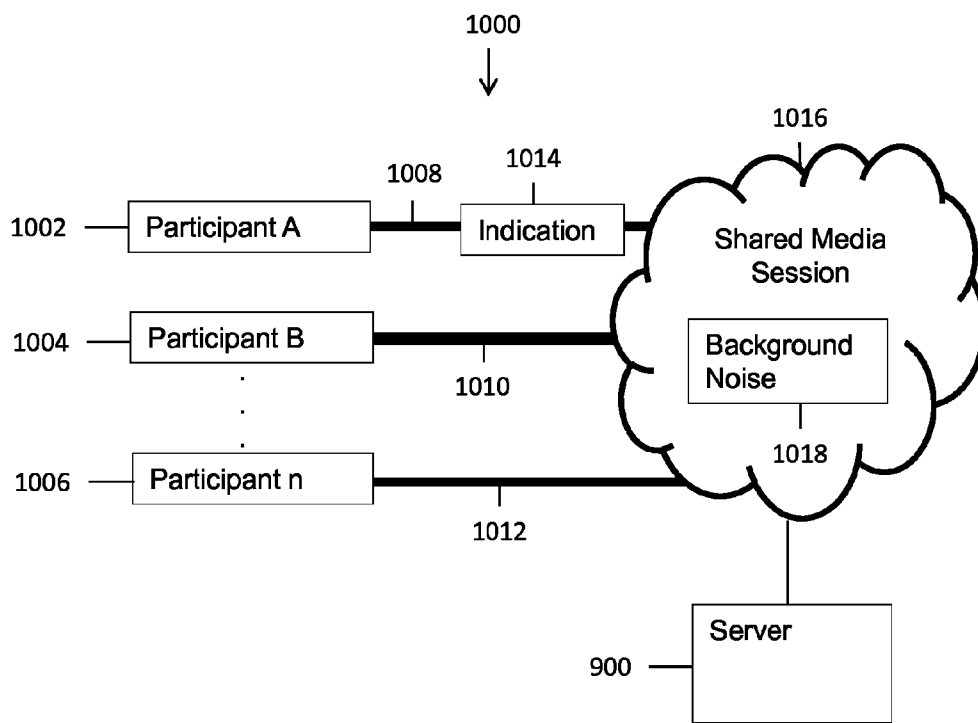 1000
1016
1014
1008
1002
Participant A
Indication
Shared Media
Session
1004
Participant B
Background
Noise
1010
1018
1006
Participant n
1012
Server
900